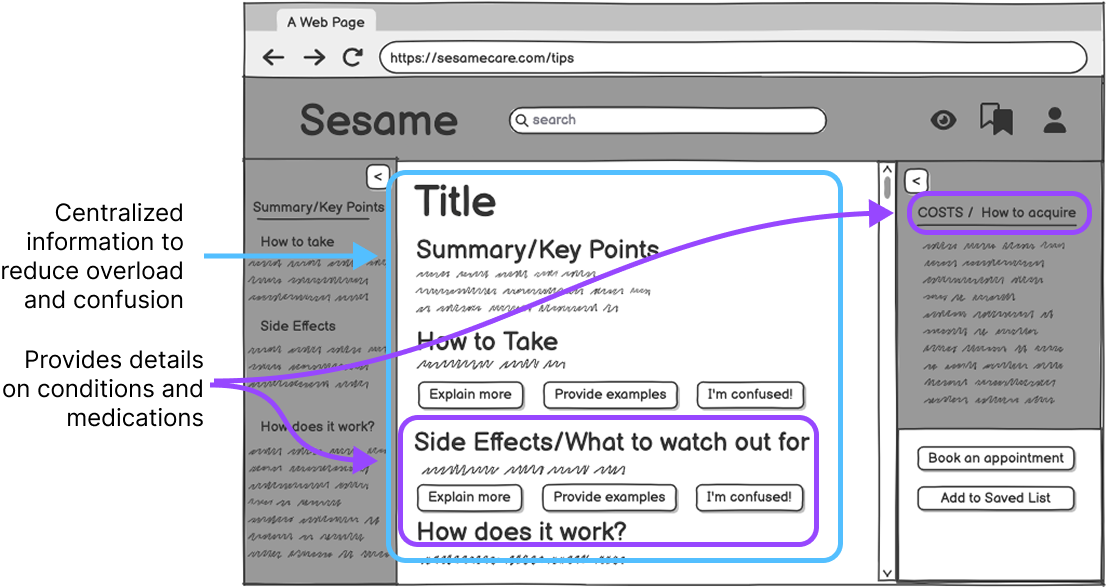 A Web Page
https://sesamecare.com/tips
Sesame
search
Centralized
information to
reduce overload
and confusion
Provides details
on conditions and
medications
<
Summary/Key Points
How to take
Side Effects
How does it work?
Title
Summary/Key Points
How to Take
Explain more
Provide examples
I'm confused!
Side Effects/What to watch out for
Explain more
Provide examples
I'm confused!
How does it work?
<
COSTS / How to acquire
Book an appointment
Add to Saved List